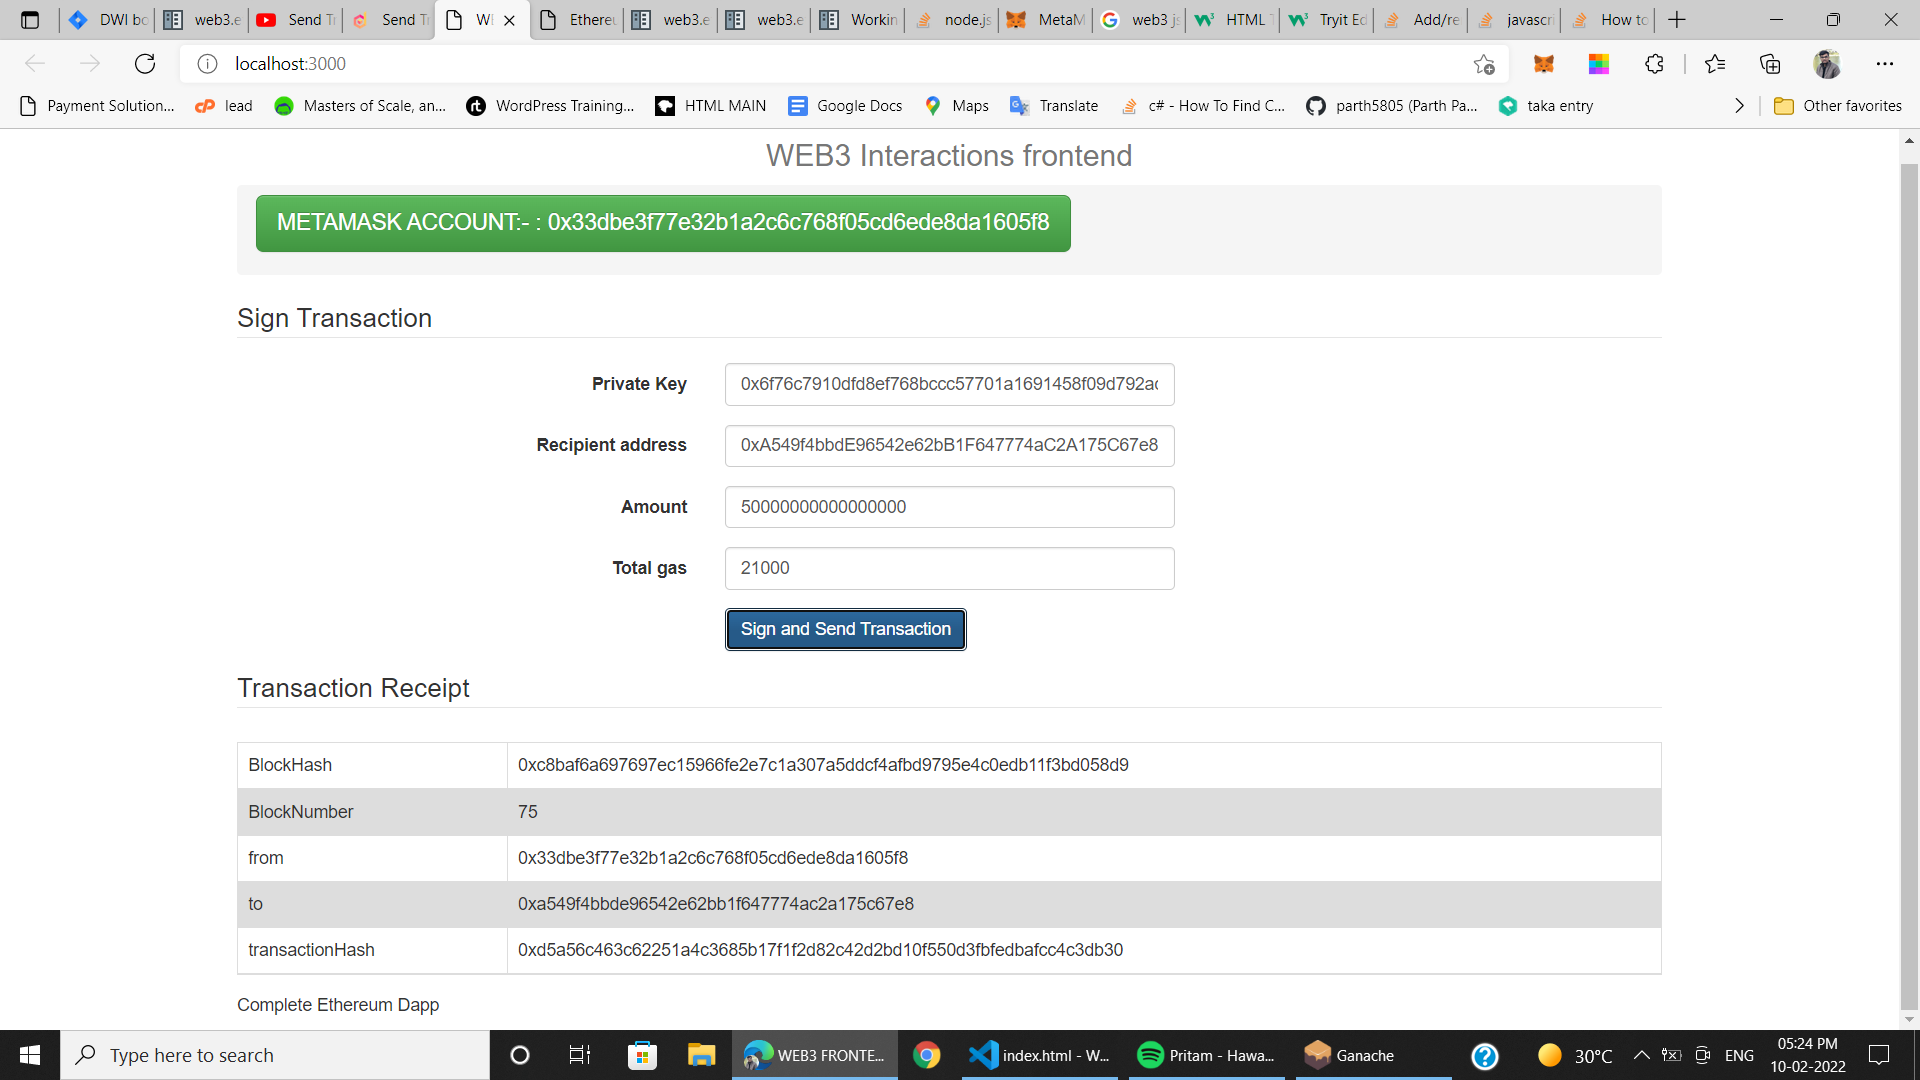 DWI bo
web3.e
Send Tr
Send Tr
WE
Ethereu
web3.e
web3.e
Workin
node.js
MetaM
web3 js
HTML T
Tryit Ed
Add/re
javascri
How to
localhost:3000
Payment Solution...
lead
Masters of Scale, an...
WordPress Training...
HTML MAIN
Google Docs
Maps
Translate
c# - How To Find C...
parth5805 (Parth Pa...
taka entry
Other favorites
WEB3 Interactions frontend
METAMASK ACCOUNT:- : 0x33dbe3f77e32b1a2c6c768f05cd6ede8da1605f8
Sign Transaction
Private Key 0x6f76c7910dfd8ef768bccc57701a1691458f09d792ac
Recipient address 0xA549f4bbdE96542e62bB1F647774aC2A175C67e8
Amount 50000000000000000
Total gas 21000
Sign and Send Transaction
Transaction Receipt
BlockHash 0xc8baf6a697697ec15966fe2e7c1a307a5ddcf4afbd9795e4c0edb11f3bd058d9
BlockNumber 75
from 0x33dbe3f77e32b1a2c6c768f05cd6ede8da1605f8
to 0xa549f4bbde96542e62bb1f647774ac2a175c67e8
transactionHash 0xd5a56c463c62251a4c3685b17f1f2d82c42d2bd10f550d3fbfedbafcc4c3db30
Complete Ethereum Dapp
Type here to search
WEB3 FRONTE...
index.html - W...
Pritam - Hawa...
Ganache
30°C
ENG
05:24 PM
10-02-2022